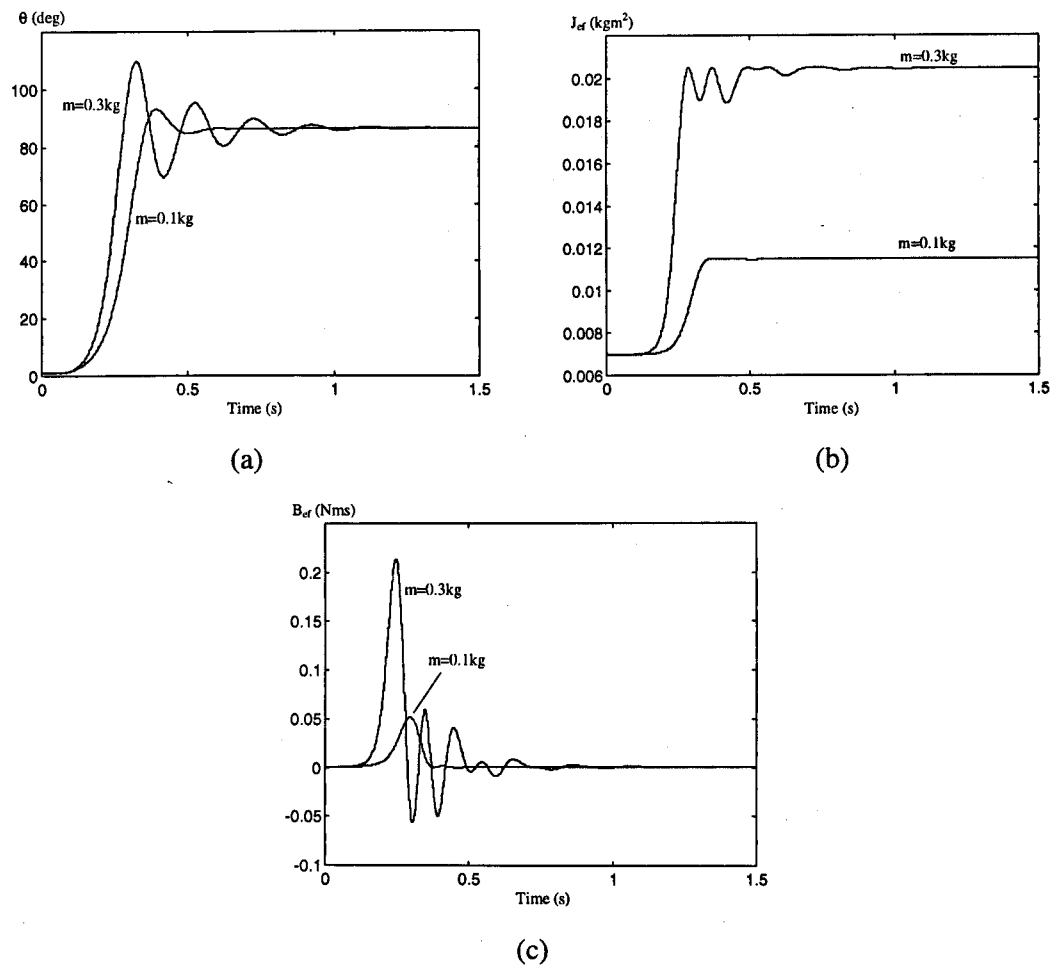 θ (deg)
100
80
60
40
20
0
m=0.3kg
m=0.1kg
0.5
1
1.5
Time (s)
(a)
J_ef (kgm²)
0.02
0.018
0.016
0.014
0.012
0.01
0.008
0.006
m=0.3kg
m=0.1kg
0
0.5
1
1.5
Time (s)
(b)
B_ef (Nms)
0.2
0.15
0.1
0.05
0
-0.05
-0.1
m=0.3kg
m=0.1kg
0
0.5
1
1.5
Time (s)
(c)